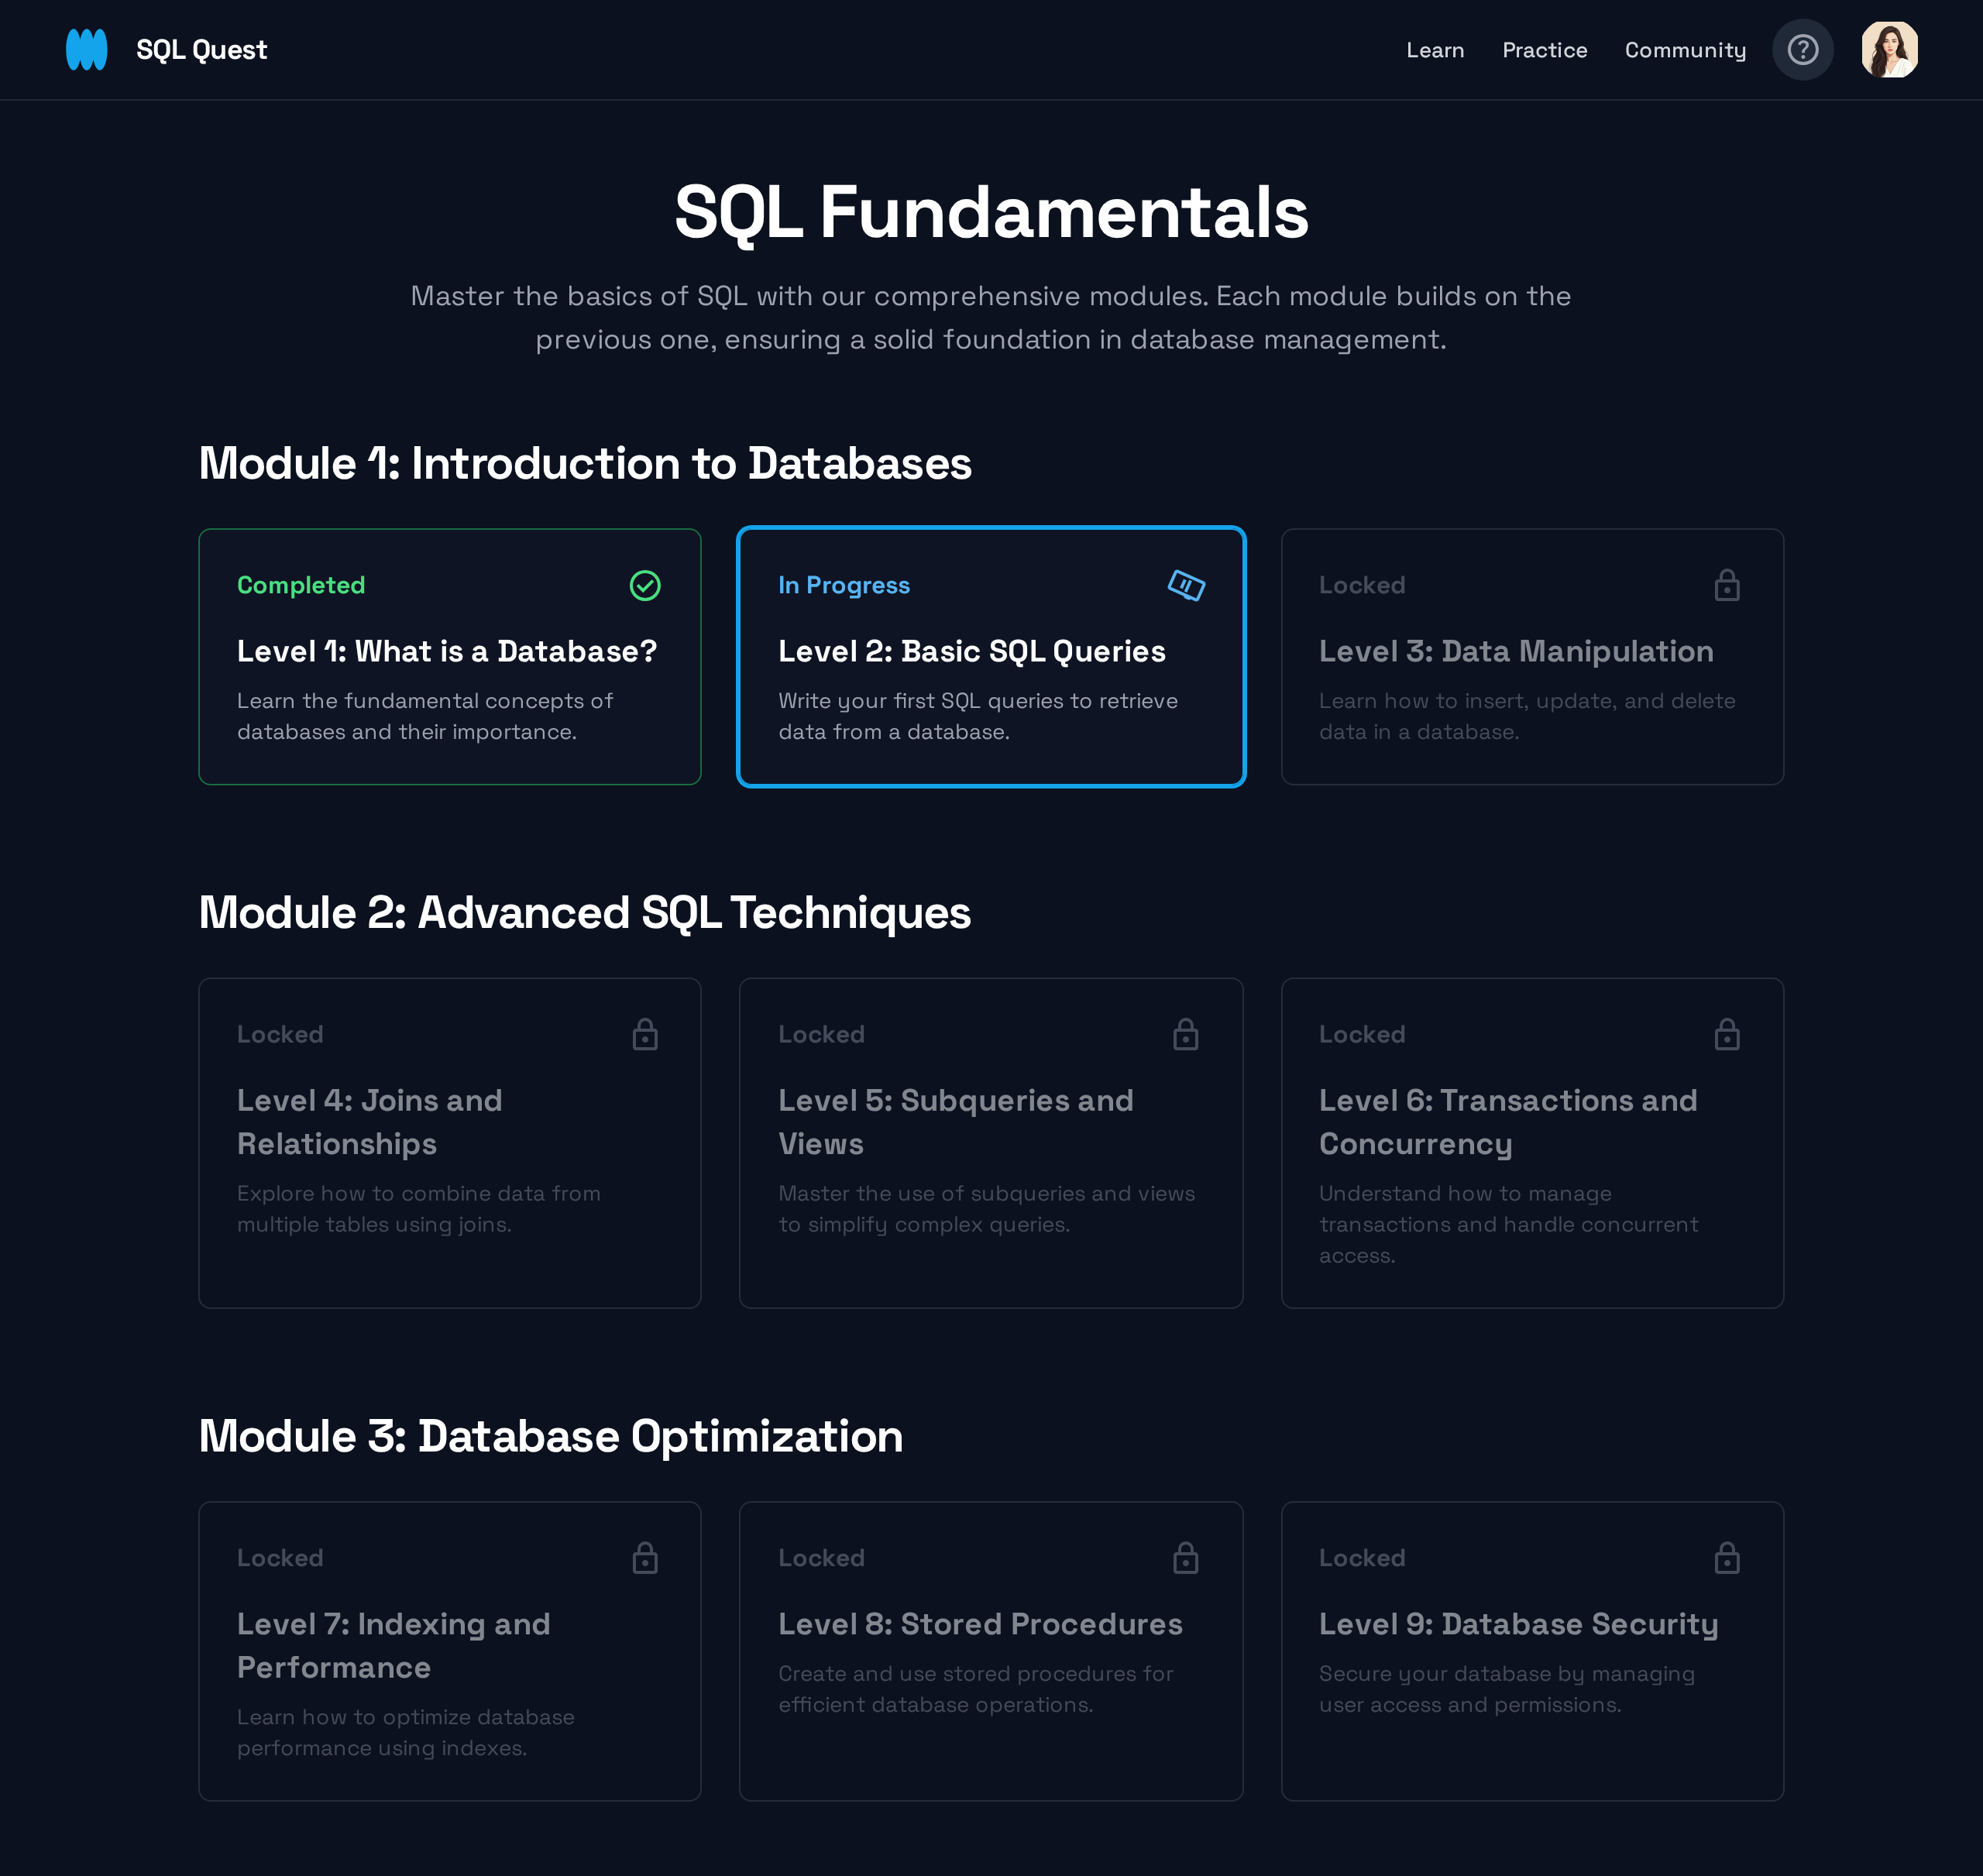 SQL Quest
Learn
Practice
Community
SQL Fundamentals
Master the basics of SQL with our comprehensive modules. Each module builds on the
previous one, ensuring a solid foundation in database management.
Module 1: Introduction to Databases
Completed
Level 1: What is a Database?
Learn the fundamental concepts of
databases and their importance.
In Progress
Level 2: Basic SQL Queries
Write your first SQL queries to retrieve
data from a database.
Locked
Level 3: Data Manipulation
Learn how to insert, update, and delete
data in a database.
Module 2: Advanced SQL Techniques
Locked
Level 4: Joins and
Relationships
Explore how to combine data from
multiple tables using joins.
Locked
Level 5: Subqueries and
Views
Master the use of subqueries and views
to simplify complex queries.
Locked
Level 6: Transactions and
Concurrency
Understand how to manage
transactions and handle concurrent
access.
Module 3: Database Optimization
Locked
Level 7: Indexing and
Performance
Learn how to optimize database
performance using indexes.
Locked
Level 8: Stored Procedures
Create and use stored procedures for
efficient database operations.
Locked
Level 9: Database Security
Secure your database by managing
user access and permissions.